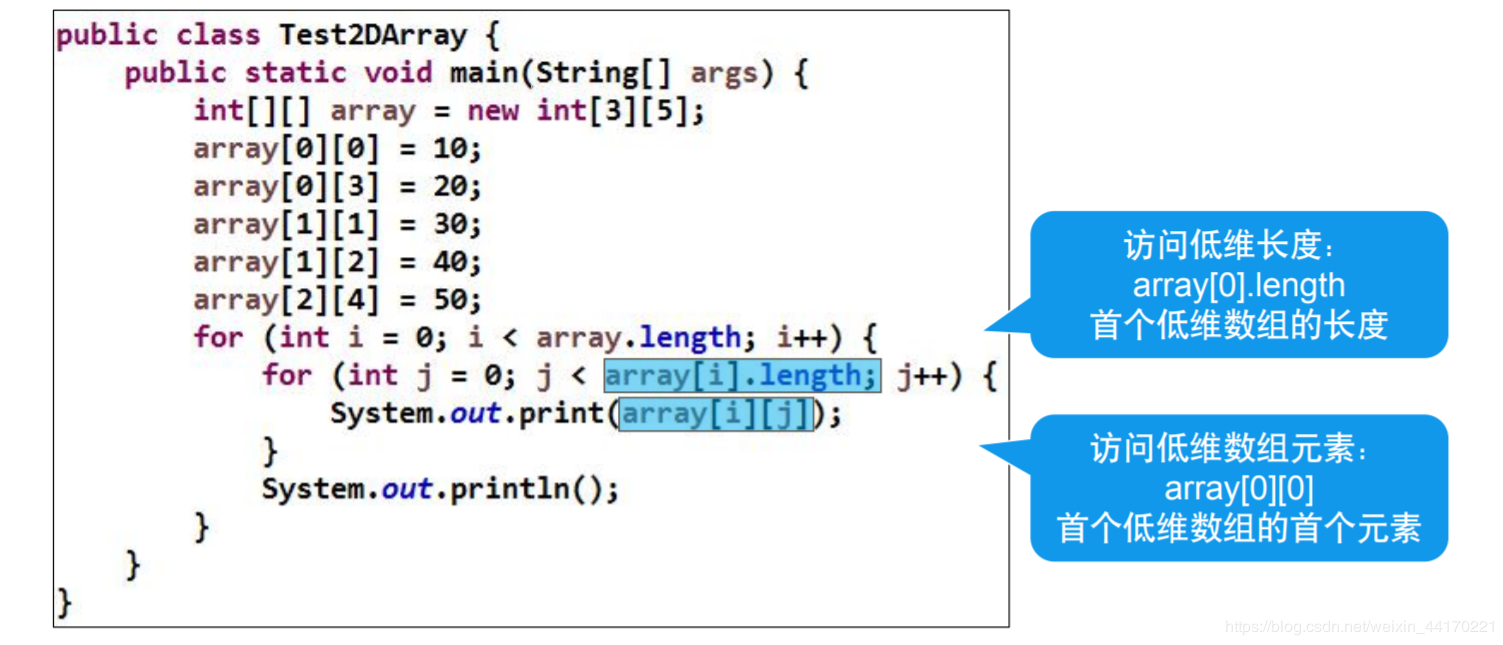 public class Test2DArray {
    public static void main(String[] args) {
        int[][] array = new int[3][5];
        array[0][0] = 10;
        array[0][3] = 20;
        array[1][1] = 30;
        array[1][2] = 40;
        array[2][4] = 50;
        for (int i = 0; i < array.length; i++) {
            for (int j = 0; j < array[i].length; j++) {
                System.out.print(array[i][j]);
            }
            System.out.println();
        }
    }
}
访问低维长度：
array[0].length
首个低维数组的长度
访问低维数组元素：
array[0][0]
首个低维数组的首个元素
https://blog.csdn.net/weixin_44170221